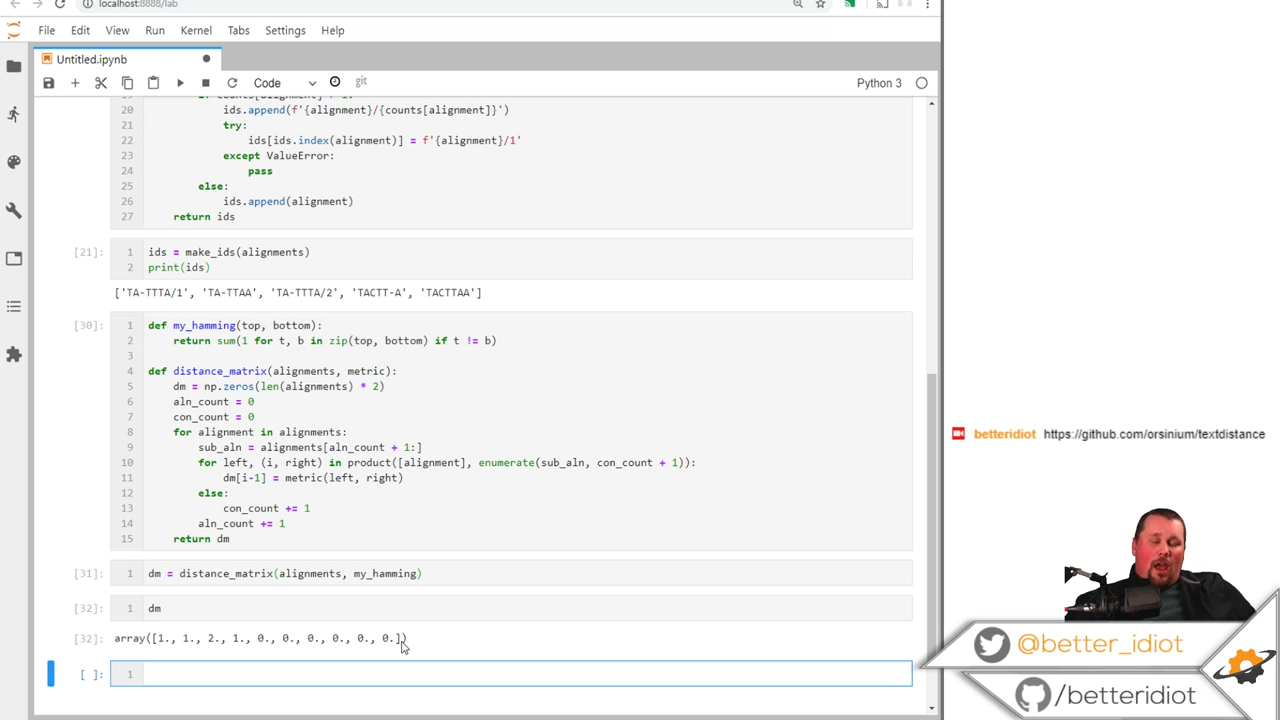 localhost:8888/lab
File Edit View Run Kernel Tabs Settings Help
Untitled.ipynb
Code git Python 3
20 ids.append(f'{alignment}/{counts[alignment]}')
21 try:
22 ids[ids.index(alignment)] = f'{alignment}/1'
23 except ValueError:
24 pass
25 else:
26 ids.append(alignment)
27 return ids
[21]: 1 ids = make_ids(alignments)
2 print(ids)
['TA-TTTA/1', 'TA-TTAA', 'TA-TTTA/2', 'TACTT-A', 'TACTTAA']
[30]: 1 def my_hamming(top, bottom):
2 return sum(1 for t, b in zip(top, bottom) if t != b)
3
4 def distance_matrix(alignments, metric):
5 dm = np.zeros(len(alignments) * 2)
6 aln_count = 0
7 con_count = 0
8 for alignment in alignments:
9 sub_aln = alignments[aln_count + 1:]
10 for left, (i, right) in product([alignment], enumerate(sub_aln, con_count + 1)):
11 dm[i-1] = metric(left, right)
12 else:
13 con_count += 1
14 aln_count += 1
15 return dm
[31]: 1 dm = distance_matrix(alignments, my_hamming)
[32]: 1 dm
[32]: array([1., 1., 2., 1., 0., 0., 0., 0., 0., 0.])
[ ]: 1
betteridiot https://github.com/orsinium/textdistance
@better_idiot
/betteridiot